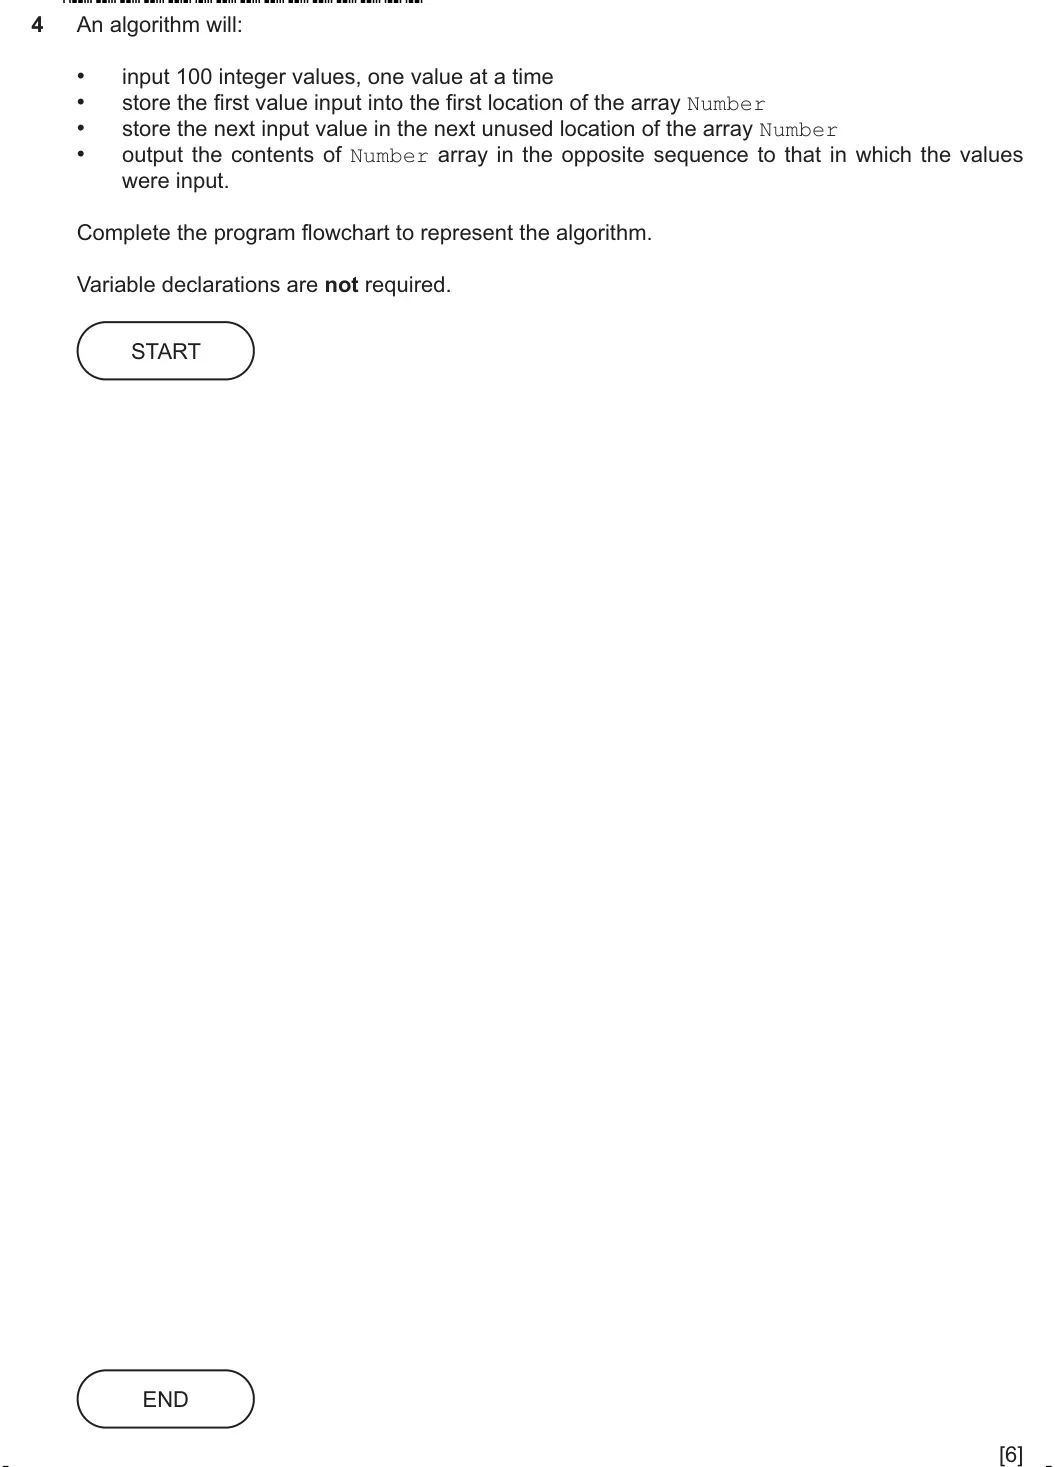 4 An algorithm will:
• input 100 integer values, one value at a time
• store the first value input into the first location of the array Number
• store the next input value in the next unused location of the array Number
• output the contents of Number array in the opposite sequence to that in which the values
were input.
Complete the program flowchart to represent the algorithm.
Variable declarations are not required.
START
END
[6]